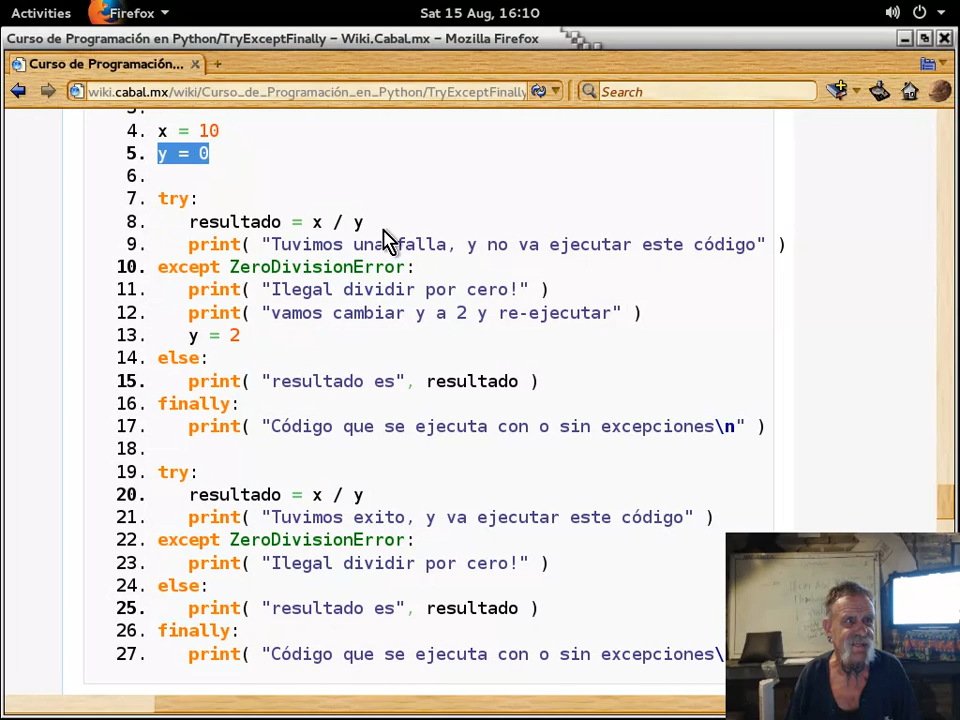 Activities Firefox Sat 15 Aug, 16:10
Curso de Programación en Python/TryExceptFinally - Wiki.Cabal.mx - Mozilla Firefox
Curso de Programación... × +
wiki.cabal.mx/wiki/Curso_de_Programación_en_Python/TryExceptFinally Search
4. x = 10
5. y = 0
6.
7. try:
8. resultado = x / y
9. print( "Tuvimos una falla, y no va ejecutar este código" )
10. except ZeroDivisionError:
11. print( "Ilegal dividir por cero!" )
12. print( "vamos cambiar y a 2 y re-ejecutar" )
13. y = 2
14. else:
15. print( "resultado es", resultado )
16. finally:
17. print( "Código que se ejecuta con o sin excepciones\n" )
18.
19. try:
20. resultado = x / y
21. print( "Tuvimos exito, y va ejecutar este código" )
22. except ZeroDivisionError:
23. print( "Ilegal dividir por cero!" )
24. else:
25. print( "resultado es", resultado )
26. finally:
27. print( "Código que se ejecuta con o sin excepciones\